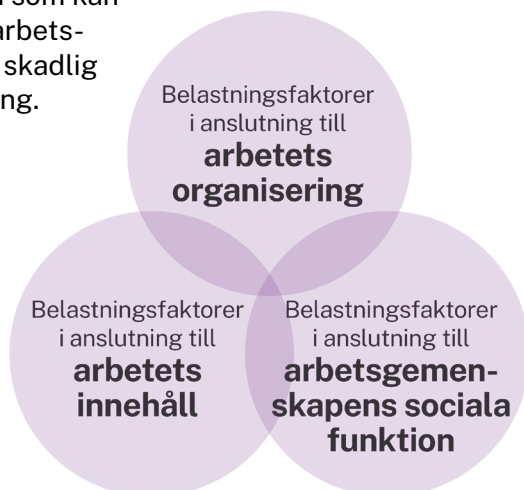 som kan
arbets-
skadlig
ng.
Belastningsfaktorer
i anslutning till
arbetets
organisering
Belastningsfaktorer
i anslutning till
arbetets
innehåll
Belastningsfaktorer
i anslutning till
arbetsgemen-
skapens sociala
funktion